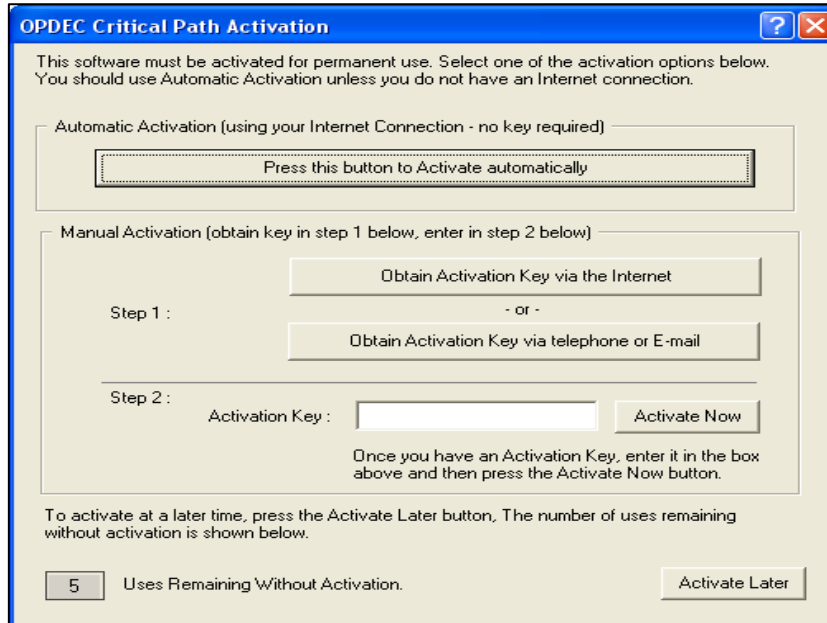 OPDEC Critical Path Activation
This software must be activated for permanent use. Select one of the activation options below.
You should use Automatic Activation unless you do not have an Internet connection.
Automatic Activation (using your Internet Connection - no key required)
Press this button to Activate automatically
Manual Activation (obtain key in step 1 below, enter in step 2 below)
Obtain Activation Key via the Internet
Step 1 :
- or -
Obtain Activation Key via telephone or E-mail
Step 2 :
Activation Key :
Activate Now
Once you have an Activation Key, enter it in the box
above and then press the Activate Now button.
To activate at a later time, press the Activate Later button, The number of uses remaining
without activation is shown below.
5 Uses Remaining Without Activation.
Activate Later